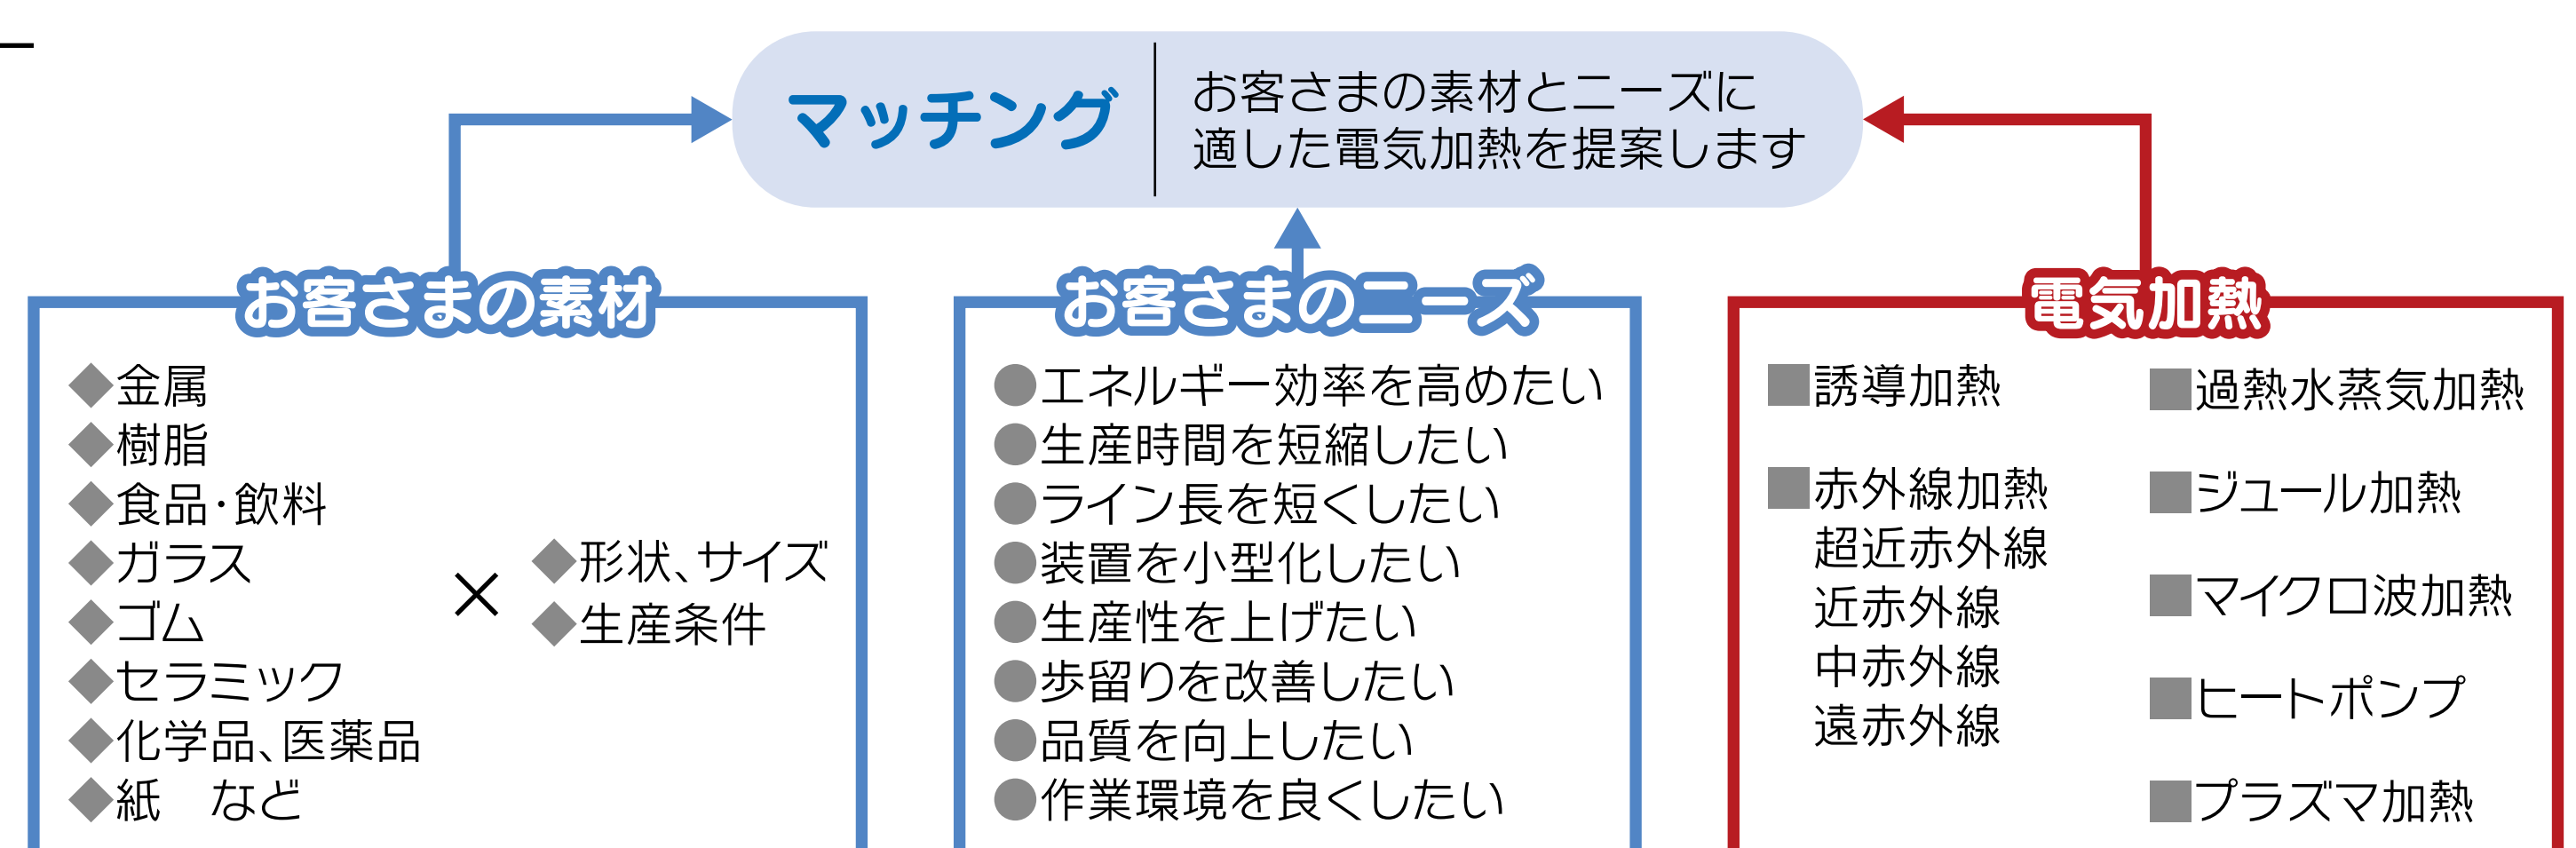 マッチング
お客さまの素材とニーズに
適した電気加熱を提案します
お客さまの素材
◆金属
◆樹脂
◆食品・飲料
◆ガラス
◆ゴム
◆セラミック
◆化学品、医薬品
◆紙　など
×
◆形状、サイズ
◆生産条件
お客さまのニーズ
●エネルギー効率を高めたい
●生産時間を短縮したい
●ライン長を短くしたい
●装置を小型化したい
●生産性を上げたい
●歩留りを改善したい
●品質を向上したい
●作業環境を良くしたい
電気加熱
■誘導加熱
■赤外線加熱
超近赤外線
近赤外線
中赤外線
遠赤外線
■過熱水蒸気加熱
■ジュール加熱
■マイクロ波加熱
■ヒートポンプ
■プラズマ加熱